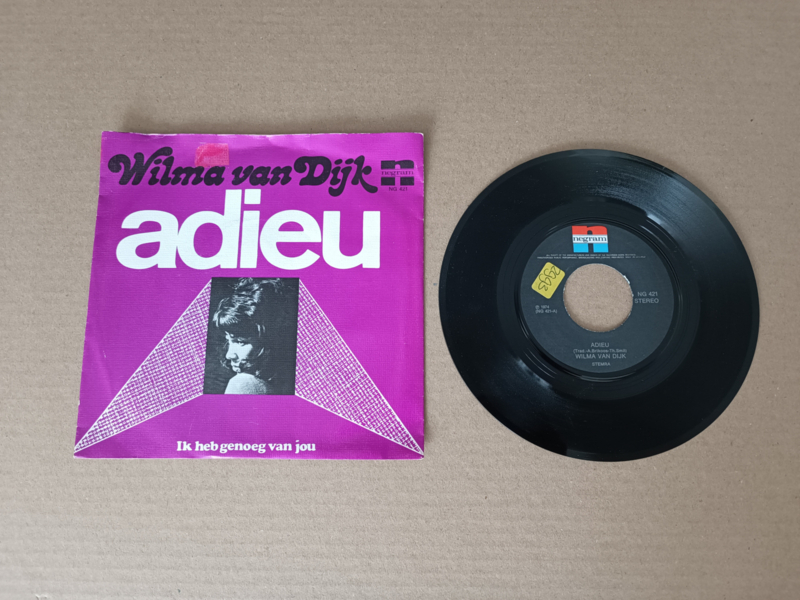 Wilma van Dijk
negram
NG 421
adieu
Ik heb genoeg van jou
negram
NG 421
STEREO
ADIEU
WILMA VAN DIJK
STEMRA